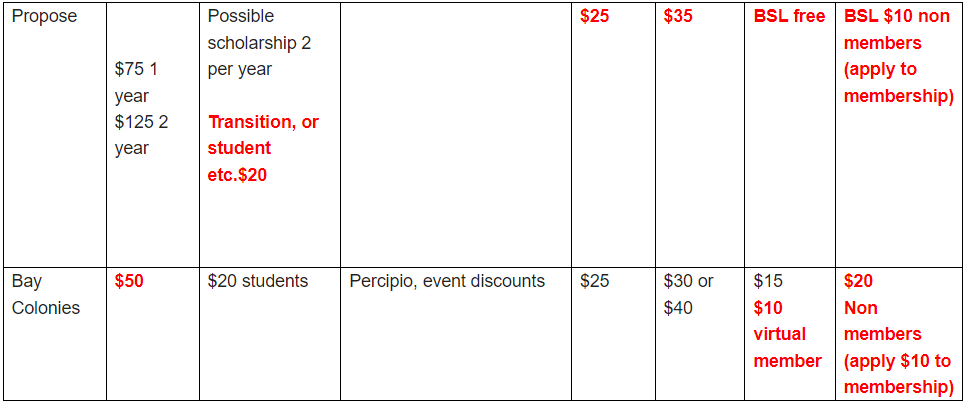 Propose
$75 1
year
$125 2
year
Possible
scholarship 2
per year
Transition, or
student
etc.$20
$25
$35
BSL free
BSL $10 non
members
(apply to
membership)
Bay
Colonies
$50
$20 students
Percipio, event discounts
$25
$30 or
$40
$15
$10
virtual
member
$20
Non
members
(apply $10 to
membership)